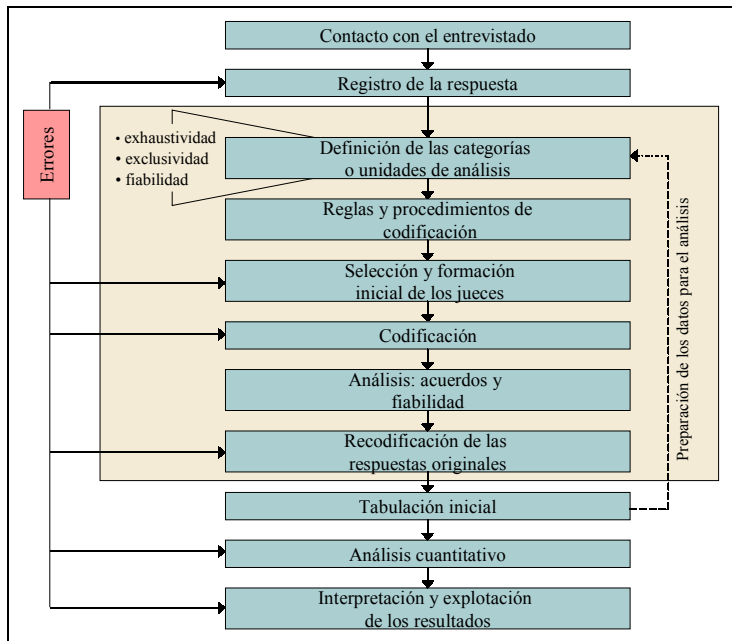 Contacto con el entrevistado
Registro de la respuesta
Errores
• exhaustividad
• exclusividad
• fiabilidad
Definición de las categorías
o unidades de análisis
Reglas y procedimientos de
codificación
Selección y formación
inicial de los jueces
Codificación
Análisis: acuerdos y
fiabilidad
Recodificación de las
respuestas originales
Preparación de los datos para el análisis
Tabulación inicial
Análisis cuantitativo
Interpretación y explotación
de los resultados